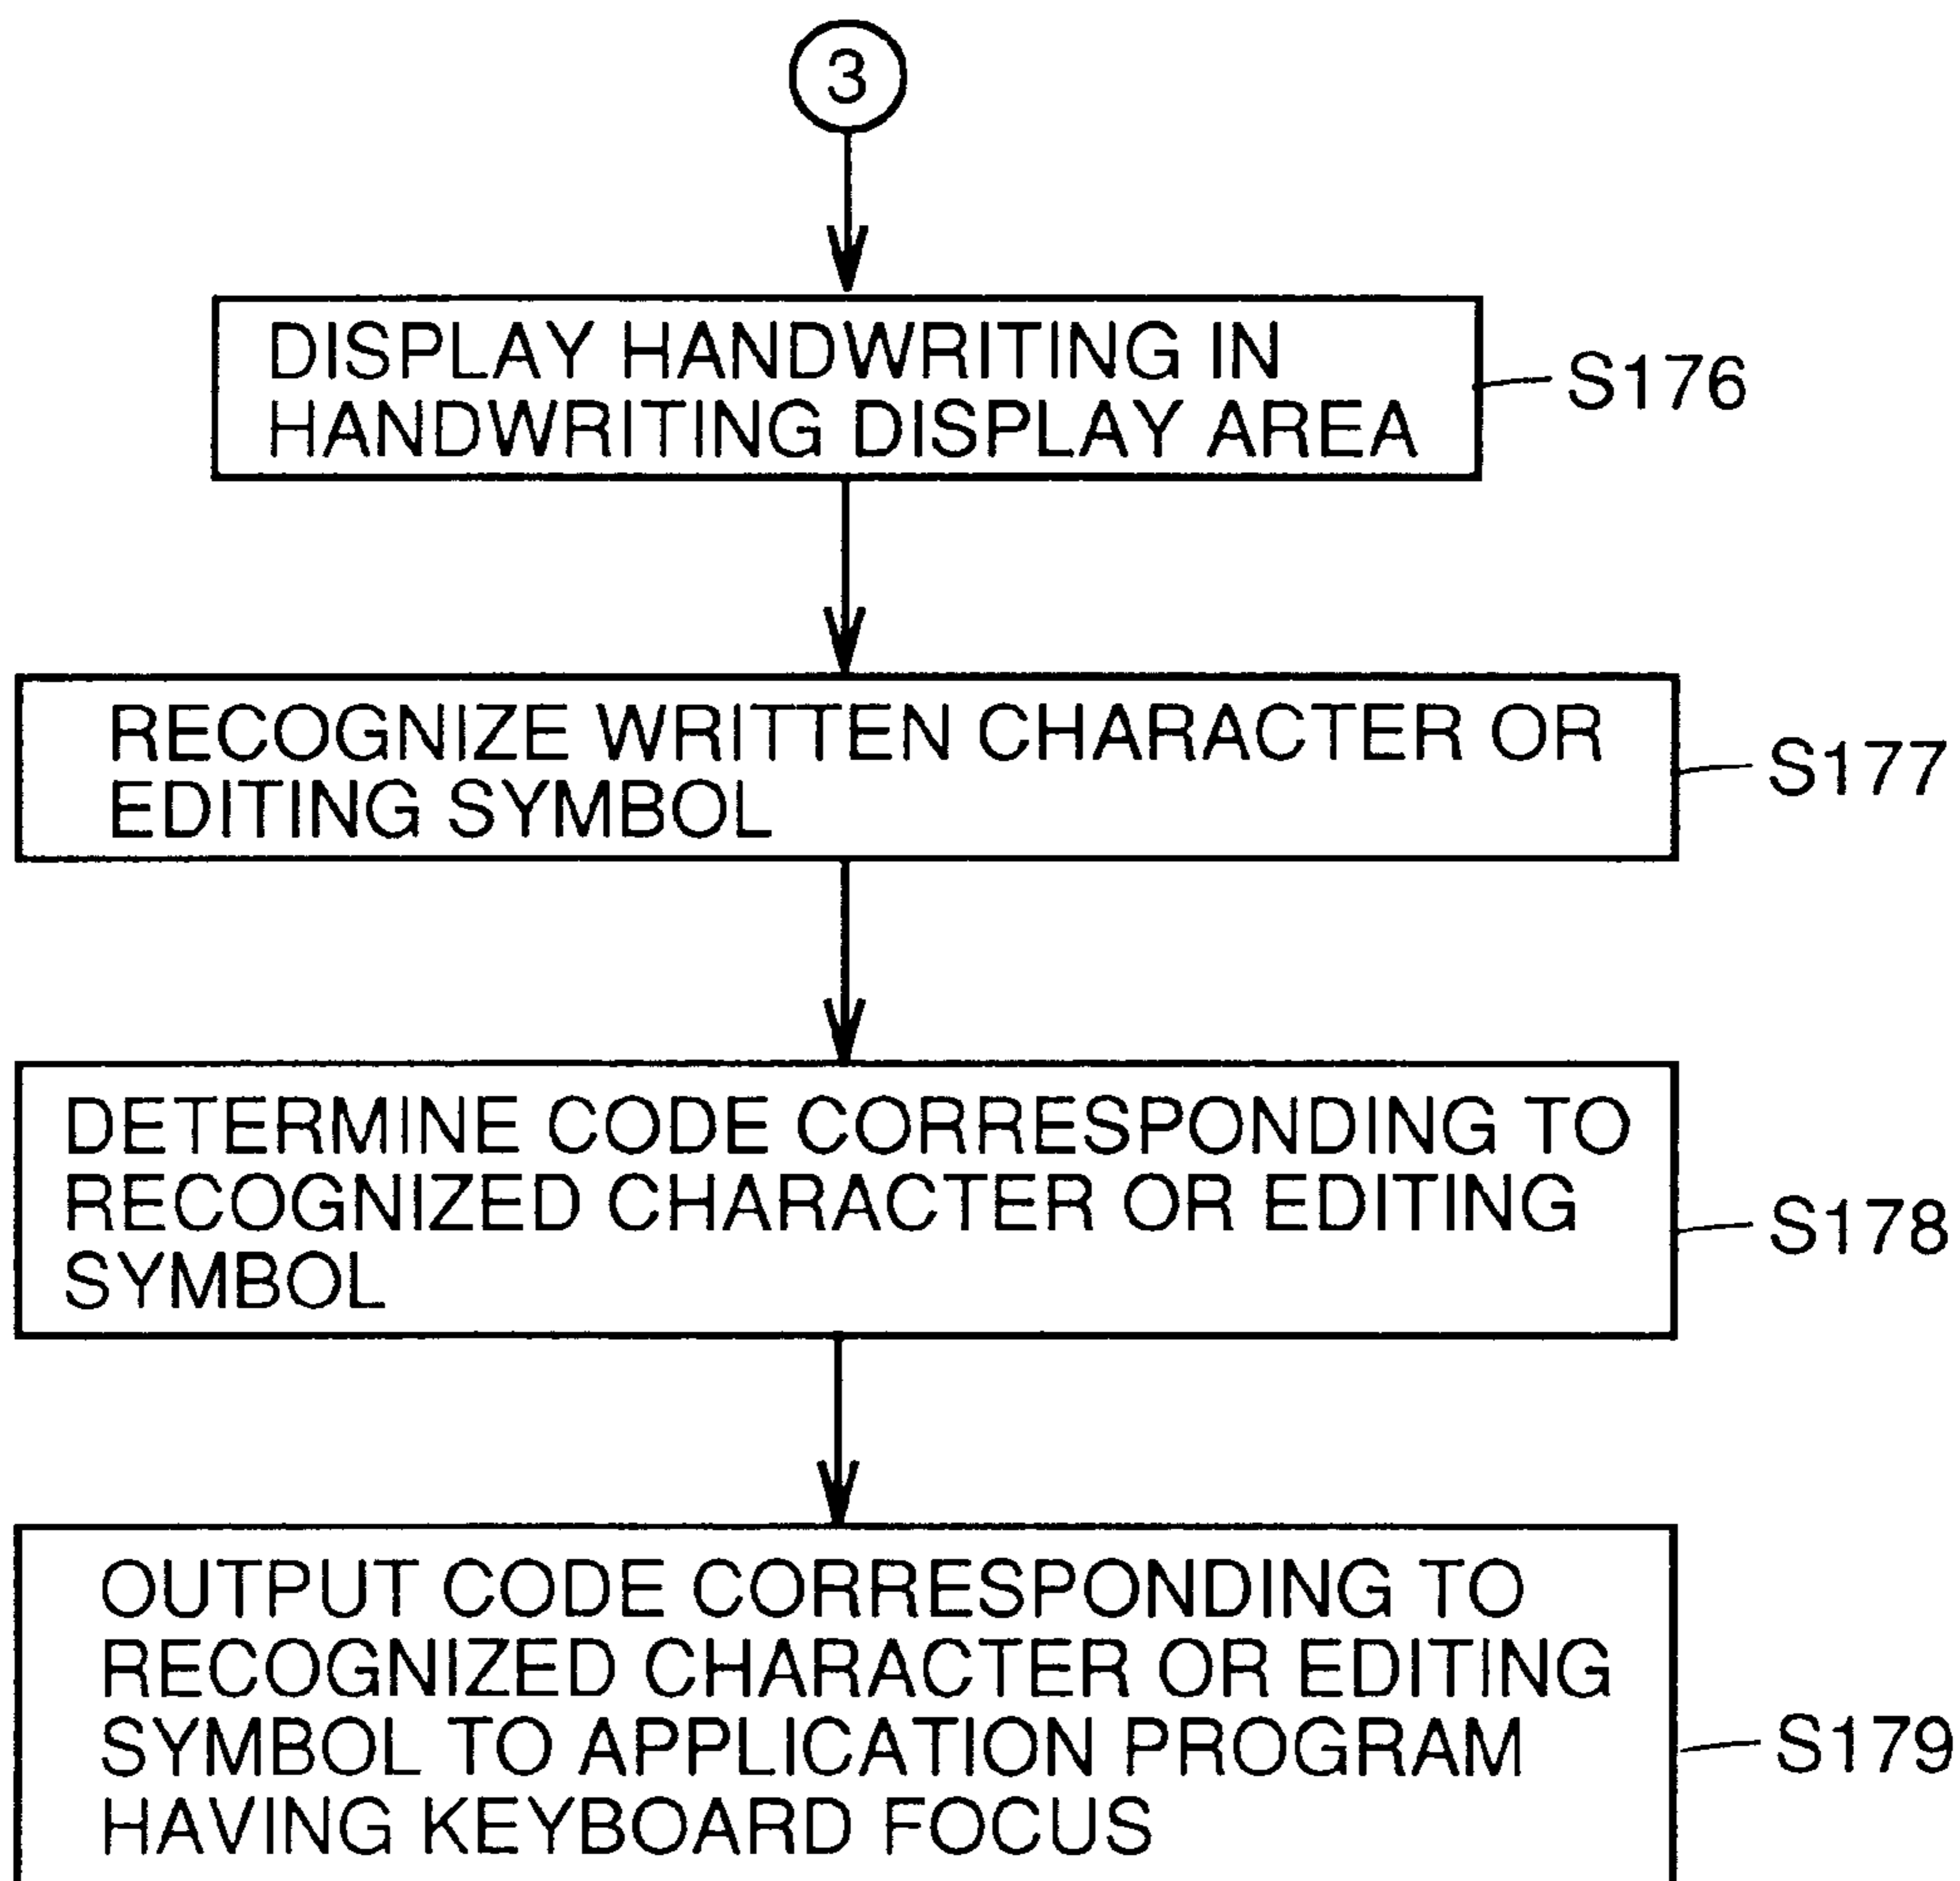 3
DISPLAY HANDWRITING IN
HANDWRITING DISPLAY AREA
S176
RECOGNIZE WRITTEN CHARACTER OR
EDITING SYMBOL
S177
DETERMINE CODE CORRESPONDING TO
RECOGNIZED CHARACTER OR EDITING
SYMBOL
S178
OUTPUT CODE CORRESPONDING TO
RECOGNIZED CHARACTER OR EDITING
SYMBOL TO APPLICATION PROGRAM
HAVING KEYBOARD FOCUS
S179